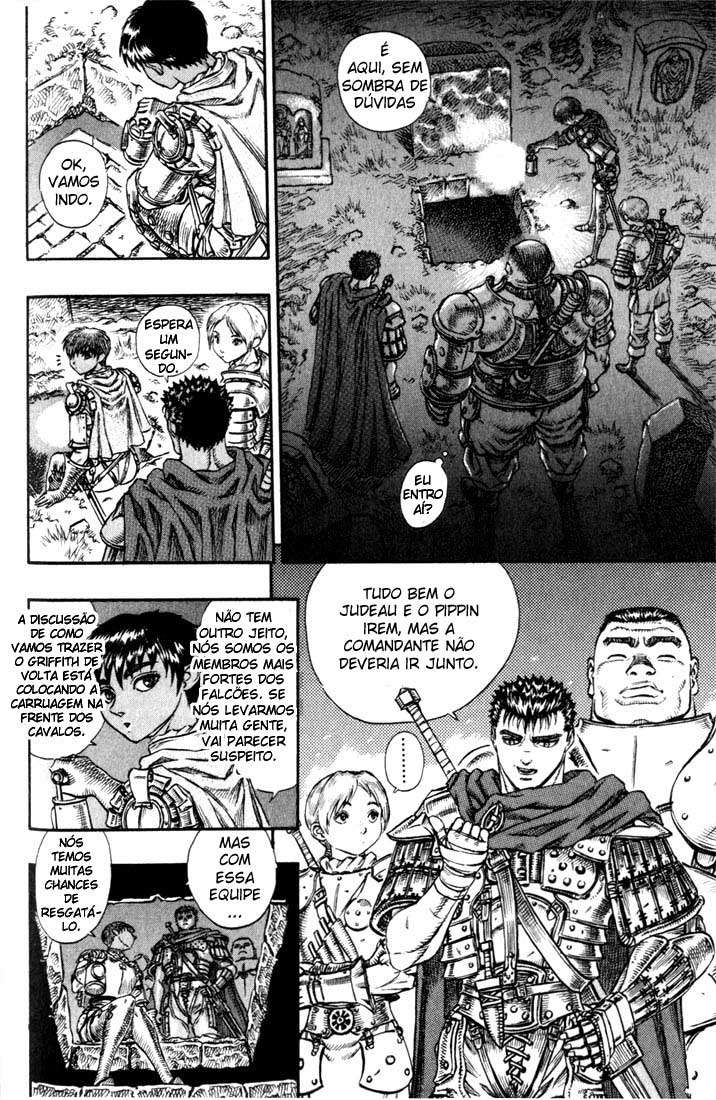 É
AQUI, SEM
SOMBRA DE
DÚVIDAS
EU
ENTRO
AÍ?
OK,
VAMOS
INDO.
ESPERA
UM
SEGUN-
DO.
TUDO BEM O
JUDEAU E O PIPPIN
IREM, MAS A
COMANDANTE NÃO
DEVERIA IR JUNTO.
......
NÃO TEM
OUTRO JEITO,
NÓS SOMOS OS
MEMBROS MAIS
FORTES DOS
FALCÕES. SE
NÓS LEVARMOS
MUITA GENTE,
VAI PARECER
SUSPEITO.
A DISCUSSÃO
DE COMO
VAMOS TRAZER
O GRIFFITH DE
VOLTA ESTÁ
COLOCANDO A
CARRUAGEM NA
FRENTE DOS
CAVALOS.
MAS
COM
ESSA
EQUIPE
...
NÓS
TEMOS
MUITAS
CHANCES
DE
RESGATÁ-
LO.